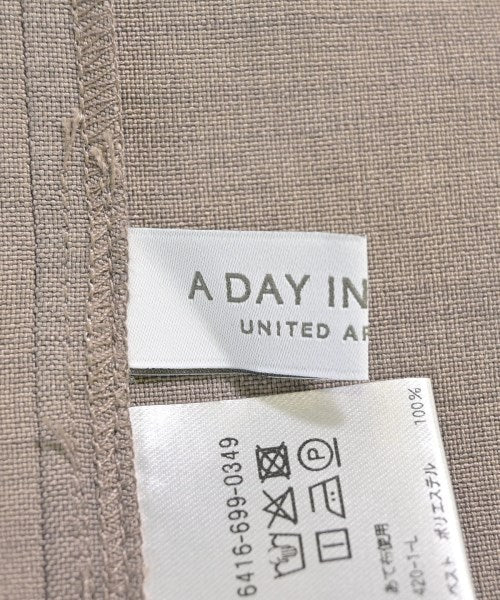 A DAY IN
UNITED AR
6416-699-0349
P
ベスト ポリエステル 100%
420-1-L
あて布使用